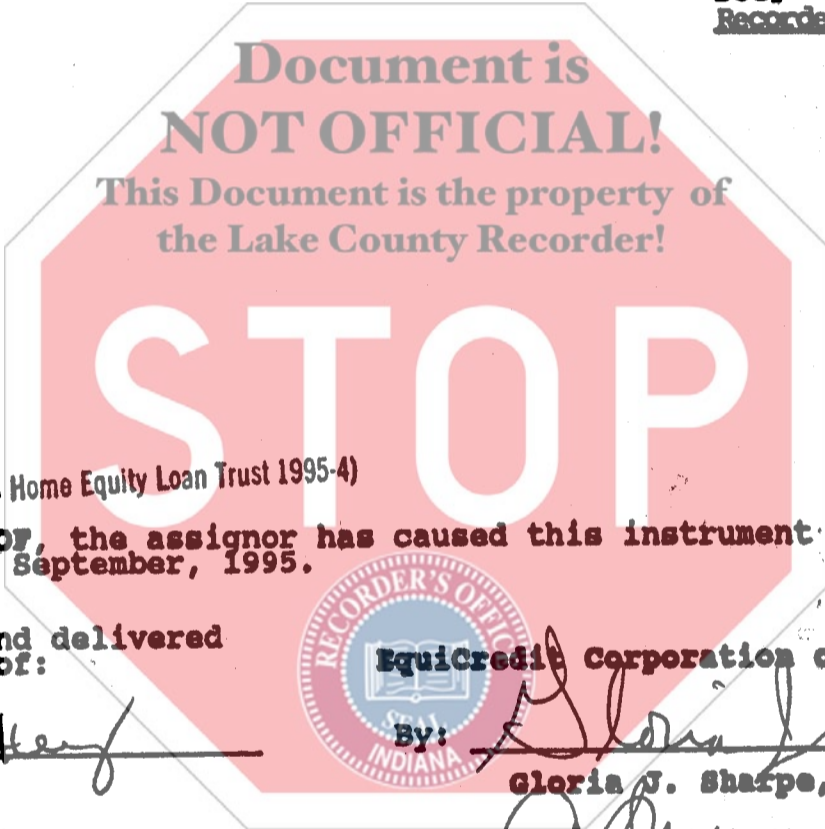 Recorde
Document is
NOT OFFICIAL!
This Document is the property of
the Lake County Recorder!
STOP
Home Equity Loan Trust 1995-4)
the assignor has caused this instrument
September, 1995.
nd delivered
of:
EquiCredit Corporation
RECORDER'S OFFIC
SEAL
INDIANA
By: Gloria
Gloria J. Sharpe,